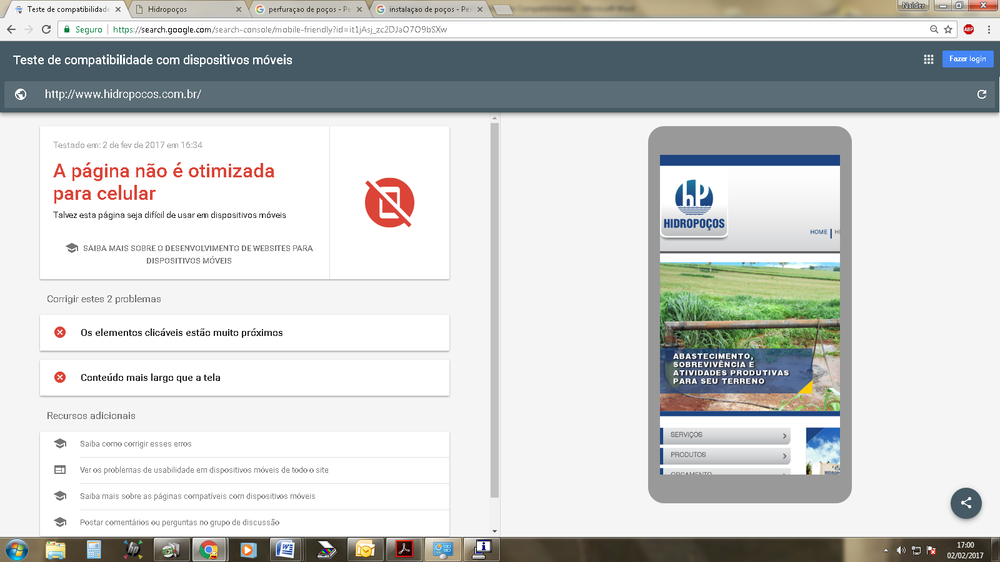 Teste de compatibilidade
Hidropoços
perfuraçao de poços - Pe
instalaçao de poços - Pe
Naider
Seguro
https://search.google.com/search-console/mobile-friendly?id=it1jAsj_zc2DJaO7O9bSXw
ABP
Teste de compatibilidade com dispositivos móveis
Fazer login
http://www.hidropocos.com.br/
Testado em: 2 de fev de 2017 em 16:34
A página não é otimizada
para celular
Talvez esta página seja difícil de usar em dispositivos móveis
SAIBA MAIS SOBRE O DESENVOLVIMENTO DE WEBSITES PARA
DISPOSITIVOS MÓVEIS
Corrigir estes 2 problemas
Os elementos clicáveis estão muito próximos
Conteúdo mais largo que a tela
Recursos adicionais
Saiba como corrigir esses erros
Ver os problemas de usabilidade em dispositivos móveis de todo o site
Saiba mais sobre as páginas compatíveis com dispositivos móveis
Postar comentários ou perguntas no grupo de discussão
hP
HIDROPOÇOS
HOME
ABASTECIMENTO,
SOBREVIVÊNCIA E
ATIVIDADES PRODUTIVAS
PARA SEU TERRENO
SERVIÇOS
PRODUTOS
ORÇAMENTO
17:00
02/02/2017